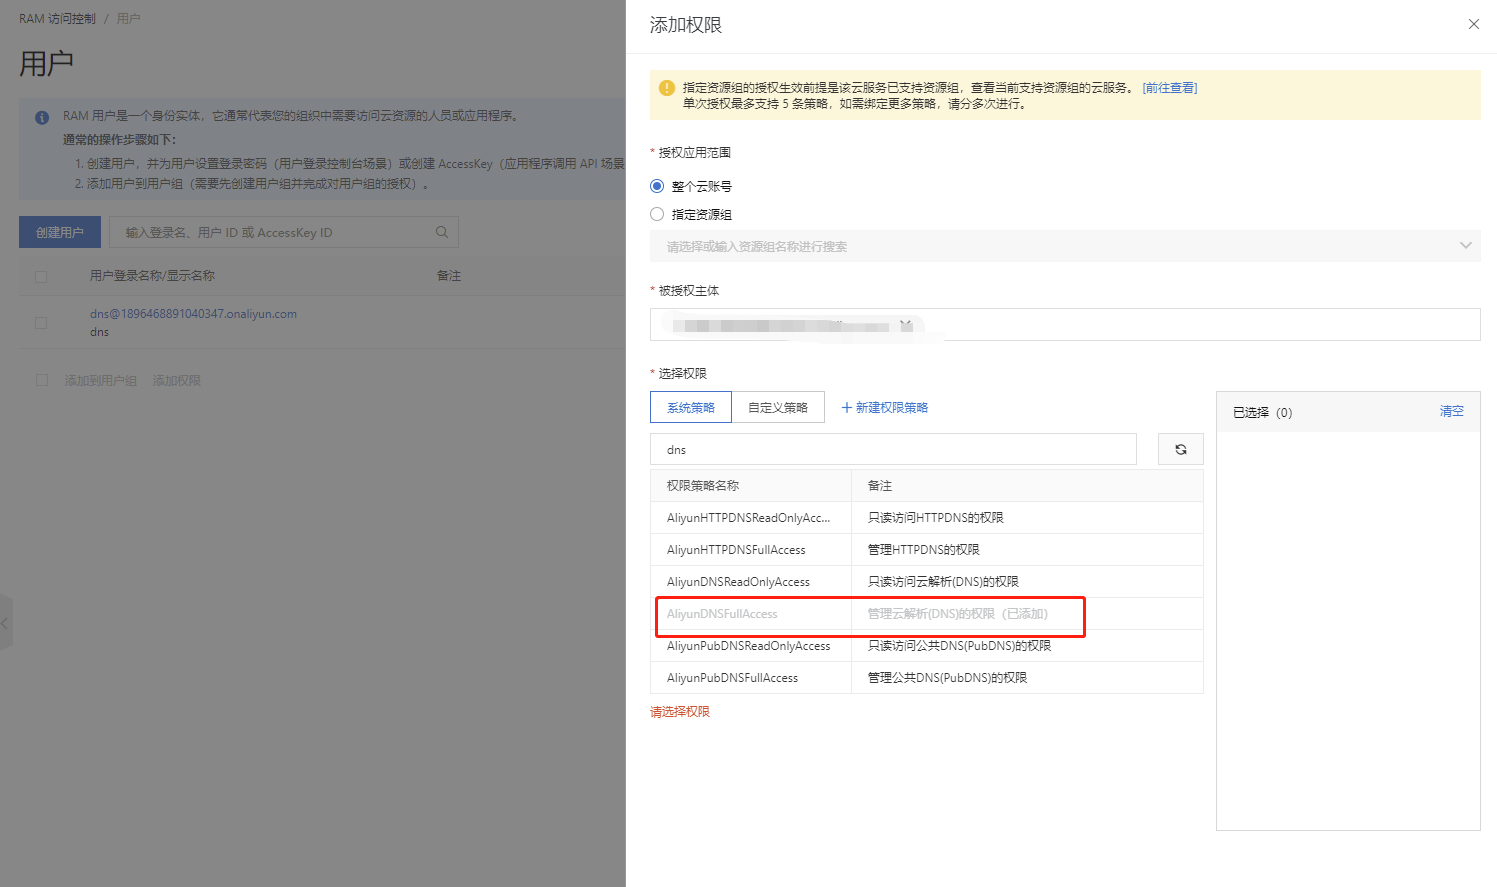 RAM 访问控制 / 用户
用户
RAM 用户是一个身份实体，它通常代表您的组织中需要访问云资源的人员或应用程序。
通常的操作步骤如下：
1. 创建用户，并为用户设置登录密码（用户登录控制台场景）或创建 AccessKey（应用程序调用 API 场景
2. 添加用户到用户组（需要先创建用户组并完成对用户组的授权）。
创建用户
输入登录名、用户 ID 或 AccessKey ID
用户登录名称/显示名称 备注
dns@1896468891040347.onaliyun.com
dns
添加到用户组 添加权限
添加权限
指定资源组的授权生效前提是该云服务已支持资源组，查看当前支持资源组的云服务。 [前往查看]
单次授权最多支持 5 条策略，如需绑定更多策略，请分多次进行。
* 授权应用范围
整个云账号
指定资源组
请选择或输入资源组名称进行搜索
* 被授权主体
* 选择权限
系统策略 自定义策略 + 新建权限策略
dns
权限策略名称 备注
AliyunHTTPDNSReadOnlyAcc... 只读访问HTTPDNS的权限
AliyunHTTPDNSFullAccess 管理HTTPDNS的权限
AliyunDNSReadOnlyAccess 只读访问云解析(DNS)的权限
AliyunDNSFullAccess 管理云解析(DNS)的权限（已添加）
AliyunPubDNSReadOnlyAccess 只读访问公共DNS(PubDNS)的权限
AliyunPubDNSFullAccess 管理公共DNS(PubDNS)的权限
请选择权限
已选择（0） 清空